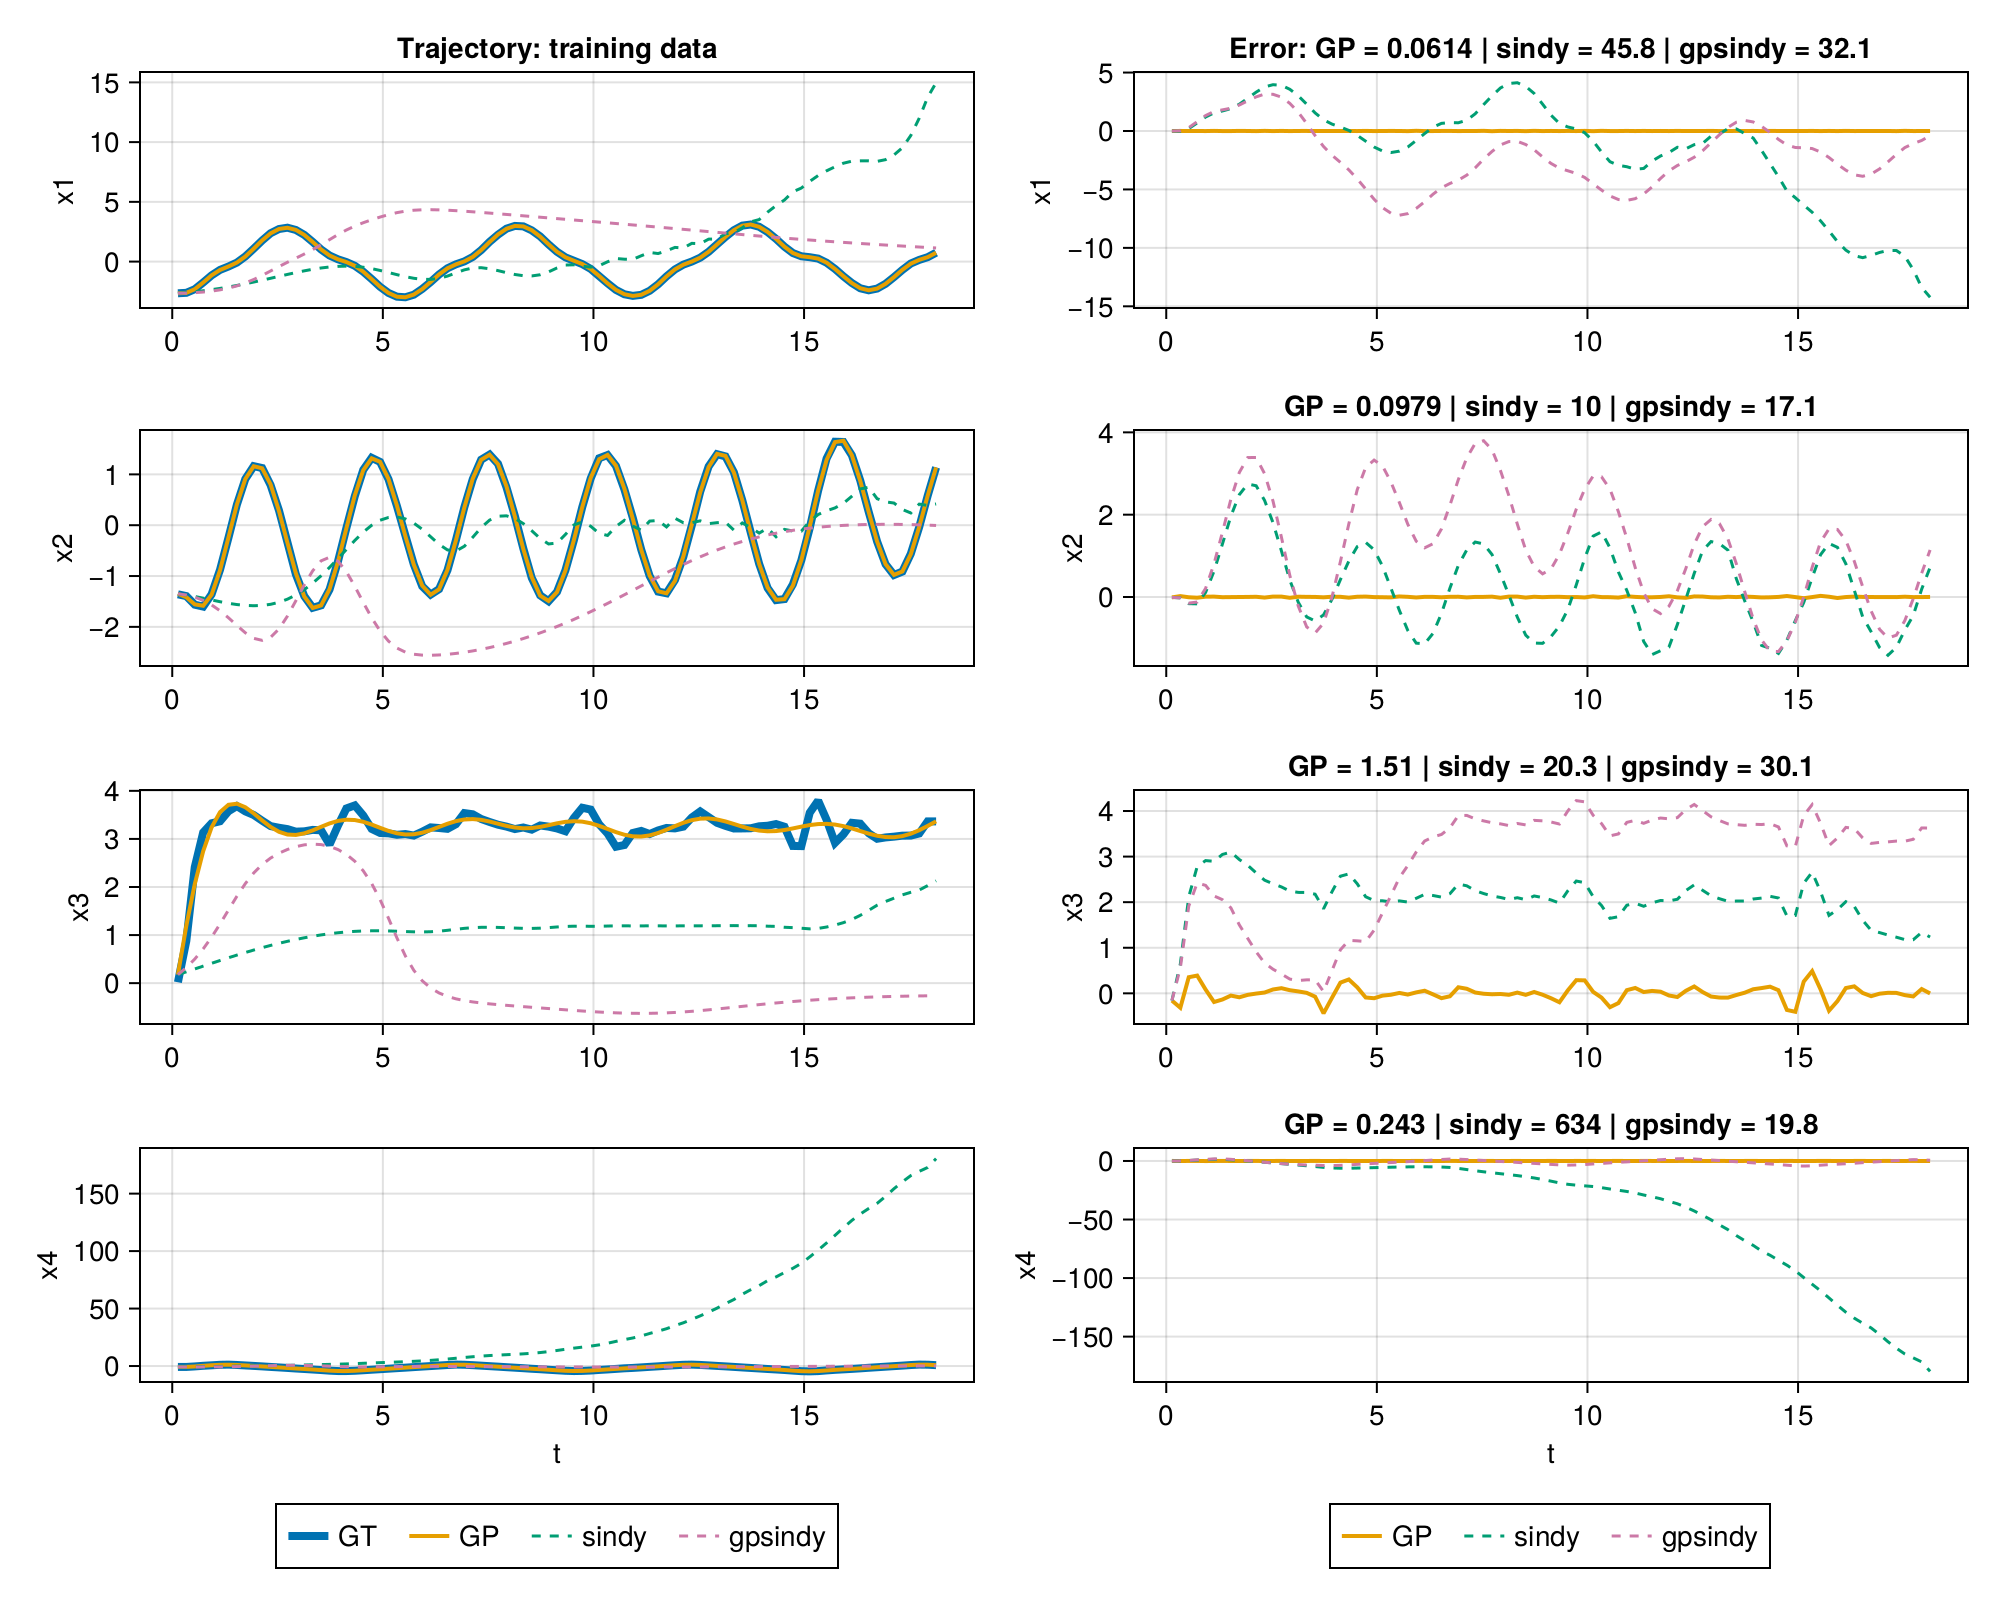 Trajectory: training data
15
10
5
0
x1
0 5 10 15
Error: GP = 0.0614 | sindy = 45.8 | gpsindy = 32.1
5
0
−5
−10
−15
x1
0 5 10 15
1
0
−1
−2
x2
0 5 10 15
GP = 0.0979 | sindy = 10 | gpsindy = 17.1
4
2
0
x2
0 5 10 15
4
3
2
1
0
x3
0 5 10 15
GP = 1.51 | sindy = 20.3 | gpsindy = 30.1
4
3
2
1
0
x3
0 5 10 15
150
100
50
0
x4
0 5 10 15
t
GP = 0.243 | sindy = 634 | gpsindy = 19.8
0
−50
−100
−150
x4
0 5 10 15
t
GT GP sindy gpsindy
GP sindy gpsindy